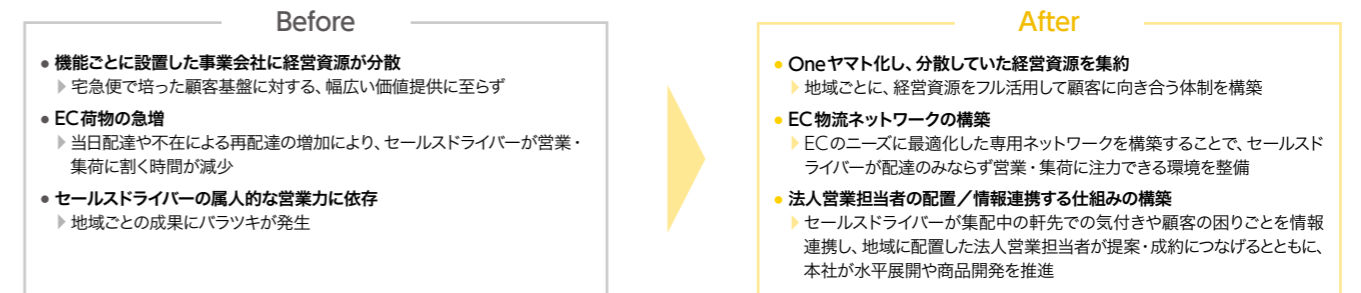 Before
● 機能ごとに設置した事業会社に経営資源が分散
▶ 宅急便で培った顧客基盤に対する、幅広い価値提供に至らず
● EC荷物の急増
▶ 当日配達や不在による再配達の増加により、セールスドライバーが営業・
集荷に割く時間が減少
● セールスドライバーの属人的な営業力に依存
▶ 地域ごとの成果にバラツキが発生
After
● Oneヤマト化し、分散していた経営資源を集約
▶ 地域ごとに、経営資源をフル活用して顧客に向き合う体制を構築
● EC物流ネットワークの構築
▶ ECのニーズに最適化した専用ネットワークを構築することで、セールスド
ライバーが配達のみならず営業・集荷に注力できる環境を整備
● 法人営業担当者の配置／情報連携する仕組みの構築
▶ セールスドライバーが集配中の軒先での気付きや顧客の困りごとを情報
連携し、地域に配置した法人営業担当者が提案・成約につなげるとともに、
本社が水平展開や商品開発を推進